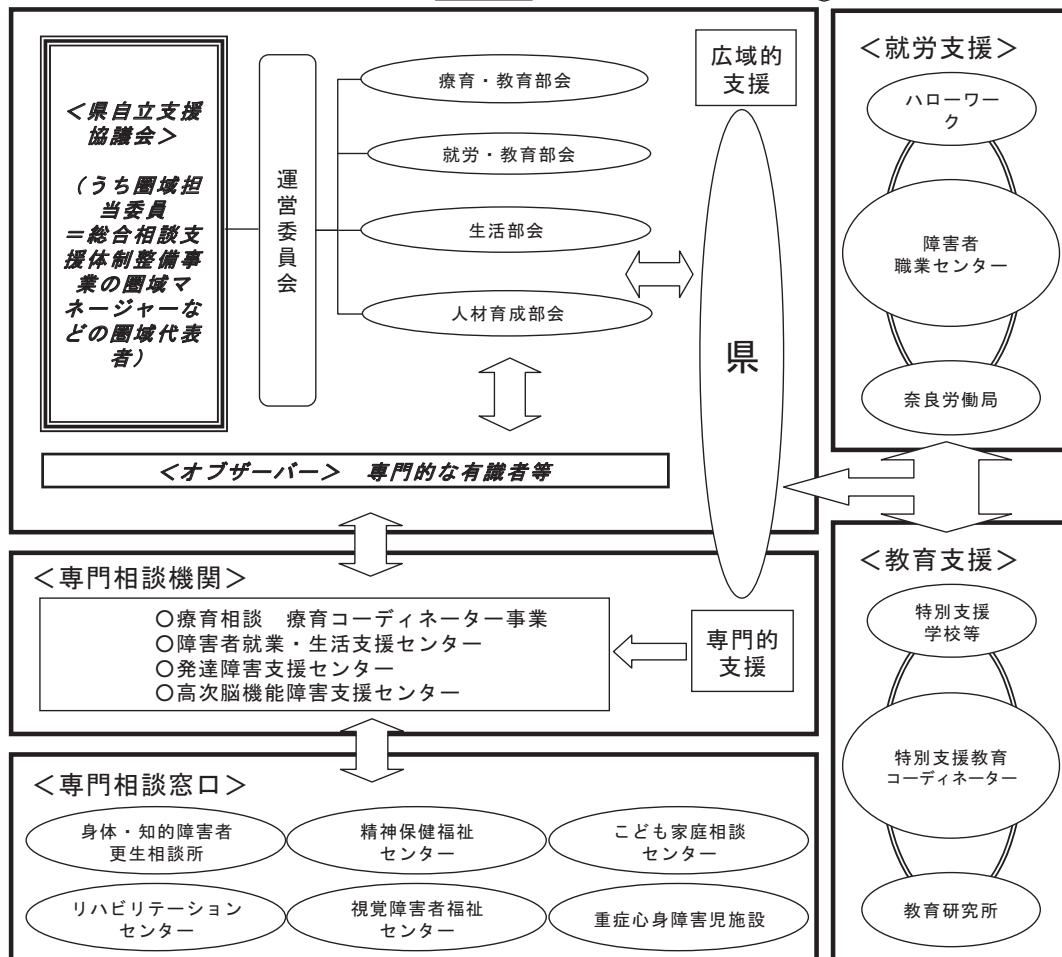 ＜県自立支援
協議会＞
（うち圏域担
当委員
＝総合相談支
援体制整備事
業の圏域マ
ネージャーな
どの圏域代表
者）
運営委員会
療育・教育部会
就労・教育部会
生活部会
人材育成部会
＜オブザーバー＞　専門的な有識者等
広域的
支援
県
専門的
支援
＜専門相談機関＞
○療育相談　療育コーディネーター事業
○障害者就業・生活支援センター
○発達障害支援センター
○高次脳機能障害支援センター
＜専門相談窓口＞
身体・知的障害者
更生相談所
精神保健福祉
センター
こども家庭相談
センター
リハビリテーション
センター
視覚障害者福祉
センター
重症心身障害児施設
＜就労支援＞
ハローワー
ク
障害者
職業センター
奈良労働局
＜教育支援＞
特別支援
学校等
特別支援教育
コーディネーター
教育研究所